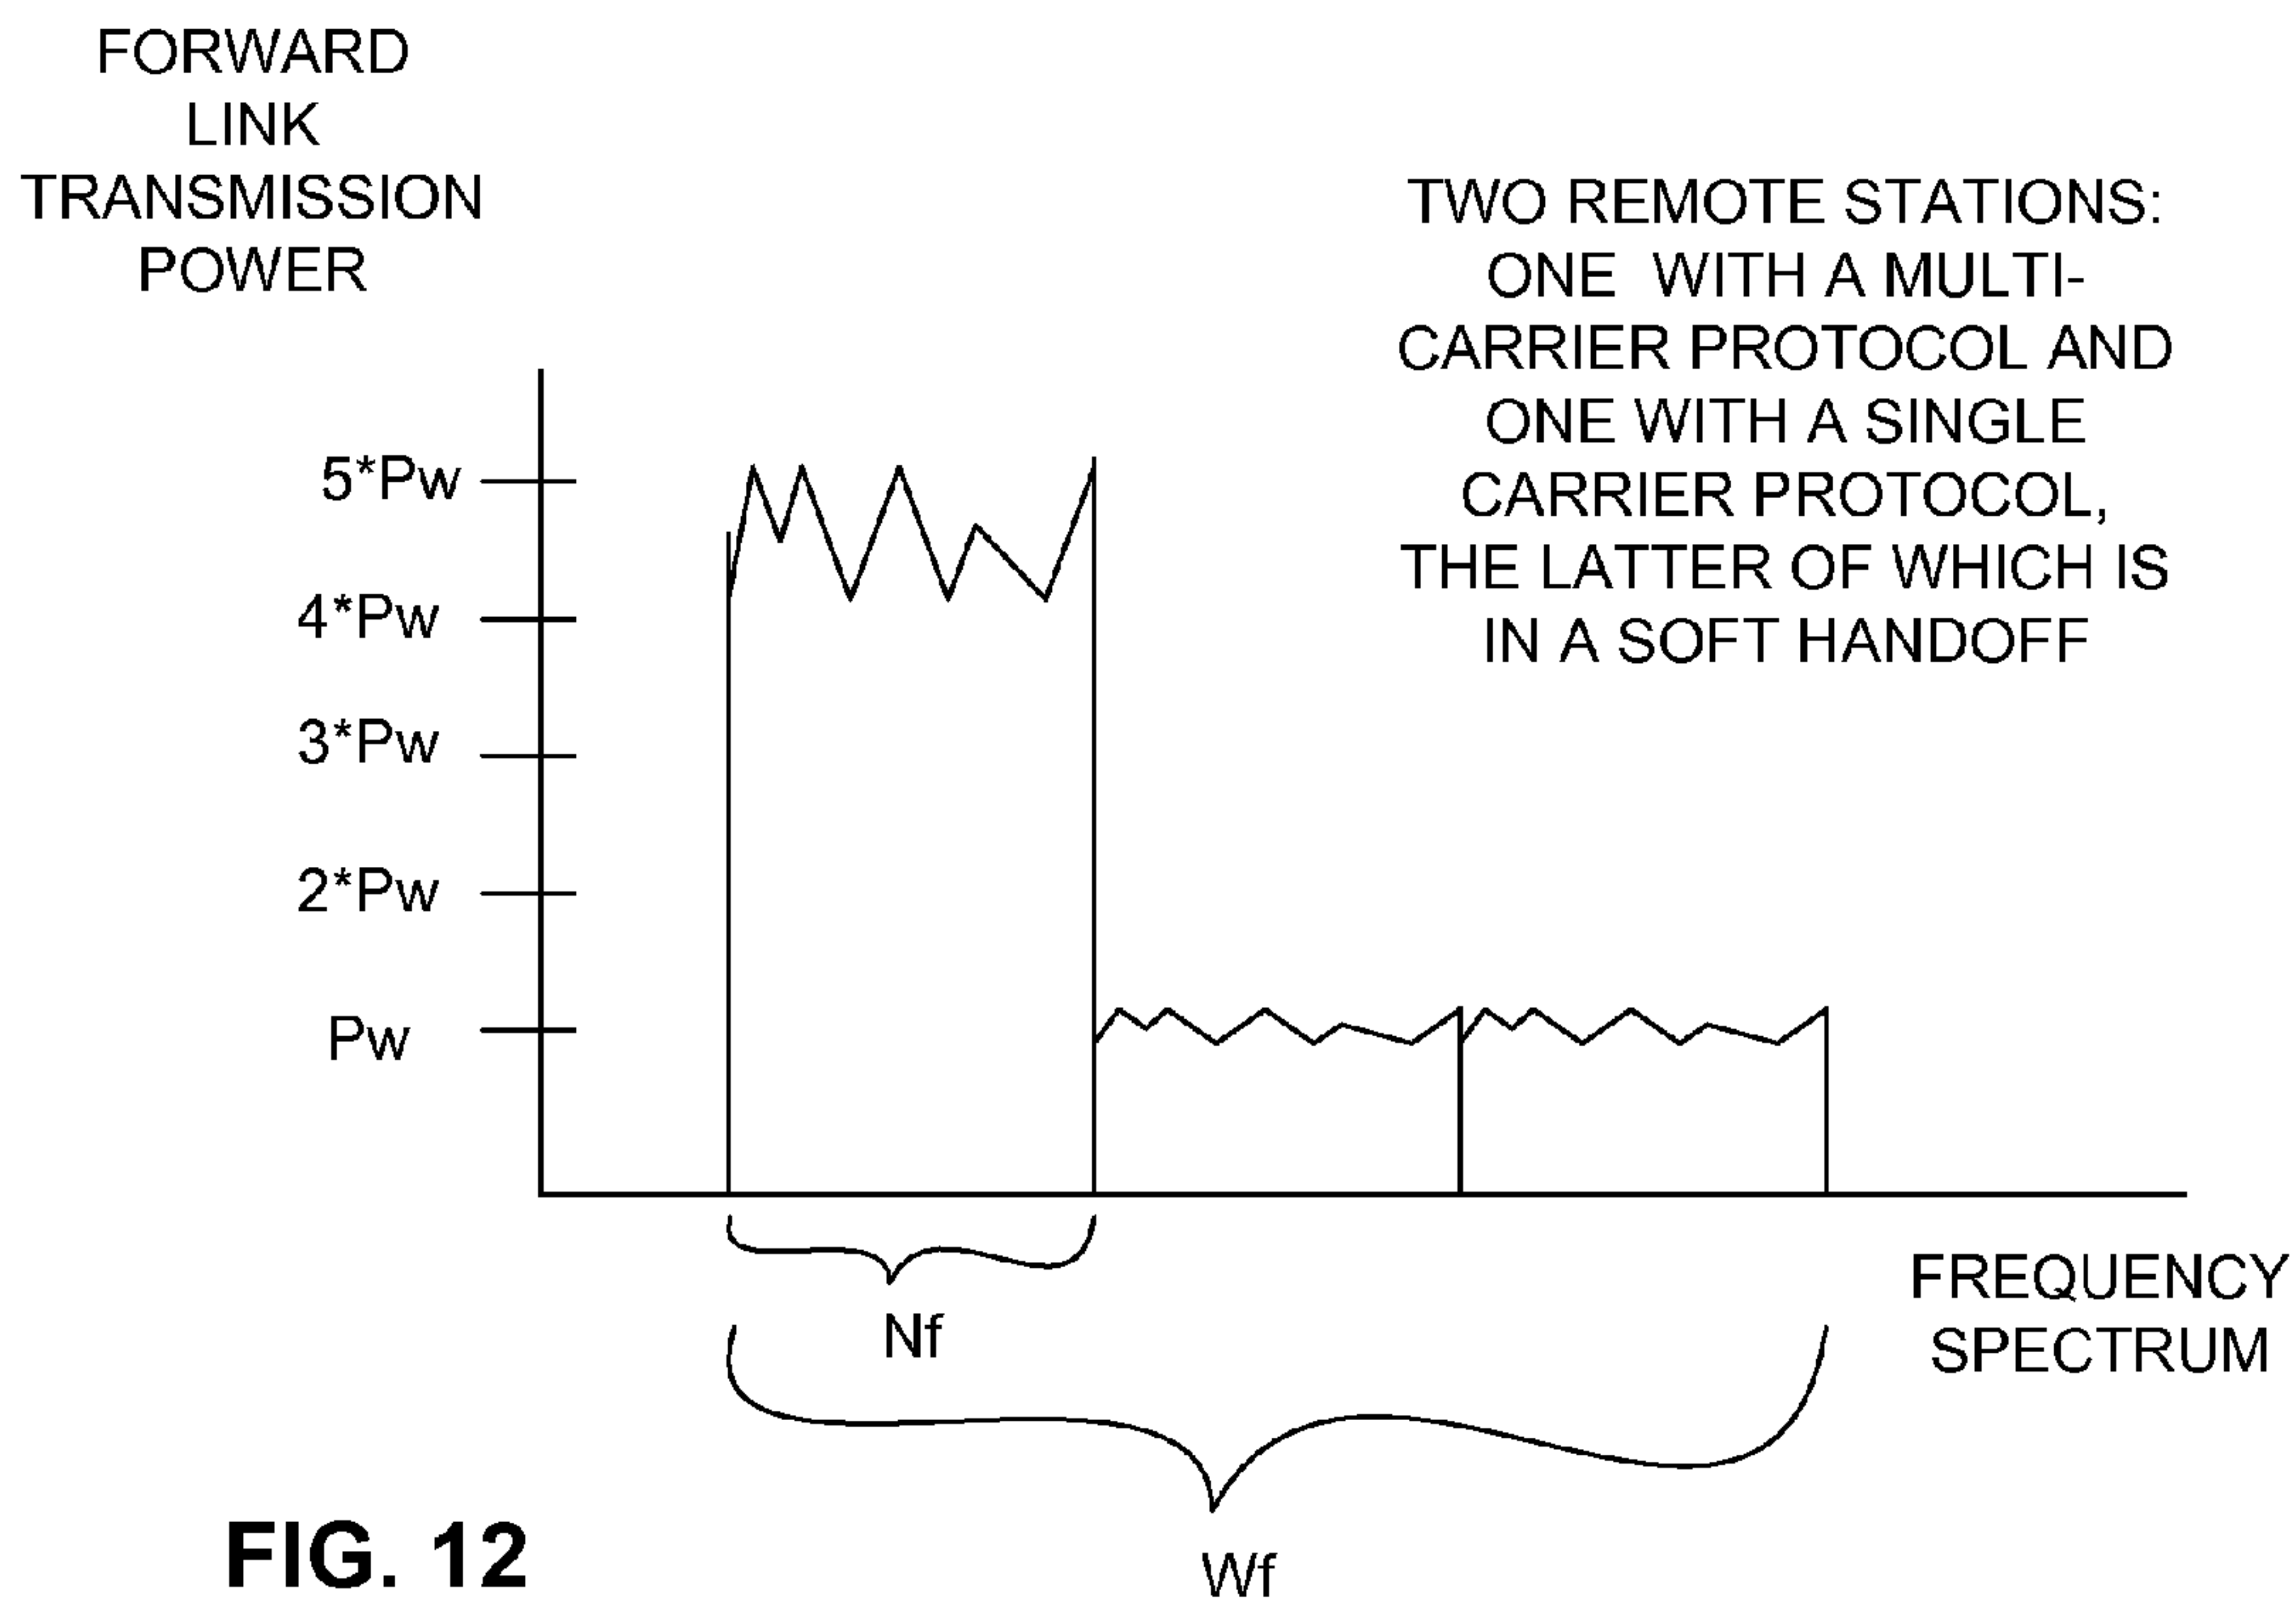 FORWARD
LINK
TRANSMISSION
POWER
TWO REMOTE STATIONS:
ONE WITH A MULTI-
CARRIER PROTOCOL AND
ONE WITH A SINGLE
CARRIER PROTOCOL,
THE LATTER OF WHICH IS
IN A SOFT HANDOFF
5*Pw
4*Pw
3*Pw
2*Pw
Pw
Nf
FREQUENCY
SPECTRUM
Wf
FIG. 12